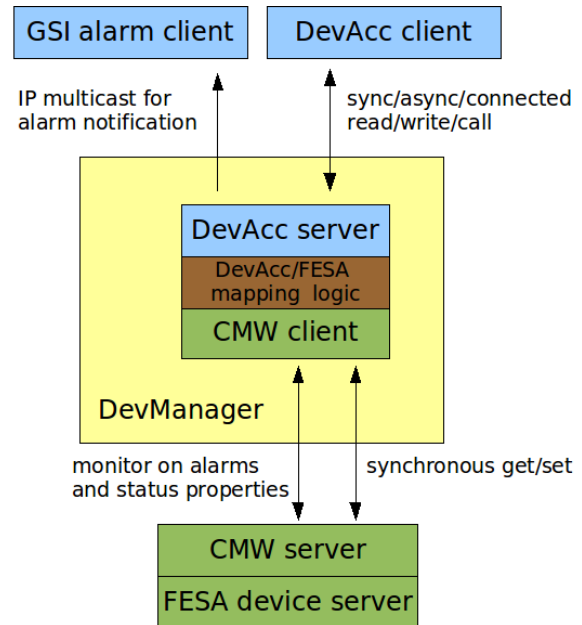 GSI alarm client
DevAcc client
IP multicast for
alarm notification
sync/async/connected
read/write/call
DevAcc server
DevAcc/FESA
mapping logic
CMW client
DevManager
monitor on alarms
and status properties
synchronous get/set
CMW server
FESA device server